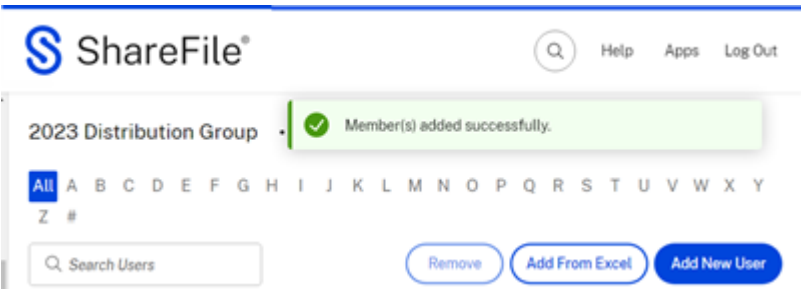 ShareFile®
Help Apps Log Out
2023 Distribution Group •
Member(s) added successfully.
All A B C D E F G H I J K L M N O P Q R S T U V W X Y
Z #
Search Users
Remove Add From Excel Add New User